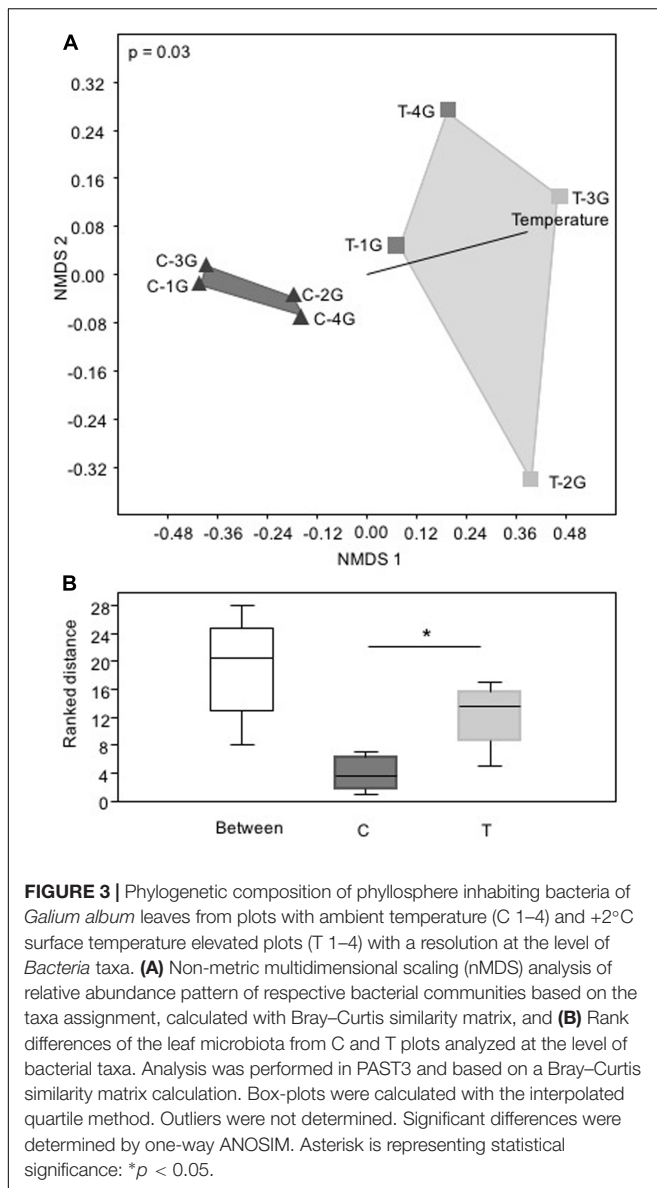 A
p = 0.03
0.32
T-4G
0.24
0.16
T-3G
Temperature
0.08
T-1G
NMDS 2
0.00
C-3G
C-1G
C-2G
-0.08
C-4G
-0.16
-0.24
-0.32
T-2G
-0.48 -0.36 -0.24 -0.12 0.00 0.12 0.24 0.36 0.48
NMDS 1
B
28
24
*
20
16
12
8
4
0
Ranked distance
Between C T
FIGURE 3 | Phylogenetic composition of phyllosphere inhabiting bacteria of
Galium album leaves from plots with ambient temperature (C 1–4) and +2°C
surface temperature elevated plots (T 1–4) with a resolution at the level of
Bacteria taxa. (A) Non-metric multidimensional scaling (nMDS) analysis of
relative abundance pattern of respective bacterial communities based on the
taxa assignment, calculated with Bray–Curtis similarity matrix, and (B) Rank
differences of the leaf microbiota from C and T plots analyzed at the level of
bacterial taxa. Analysis was performed in PAST3 and based on a Bray–Curtis
similarity matrix calculation. Box-plots were calculated with the interpolated
quartile method. Outliers were not determined. Significant differences were
determined by one-way ANOSIM. Asterisk is representing statistical
significance: *p < 0.05.